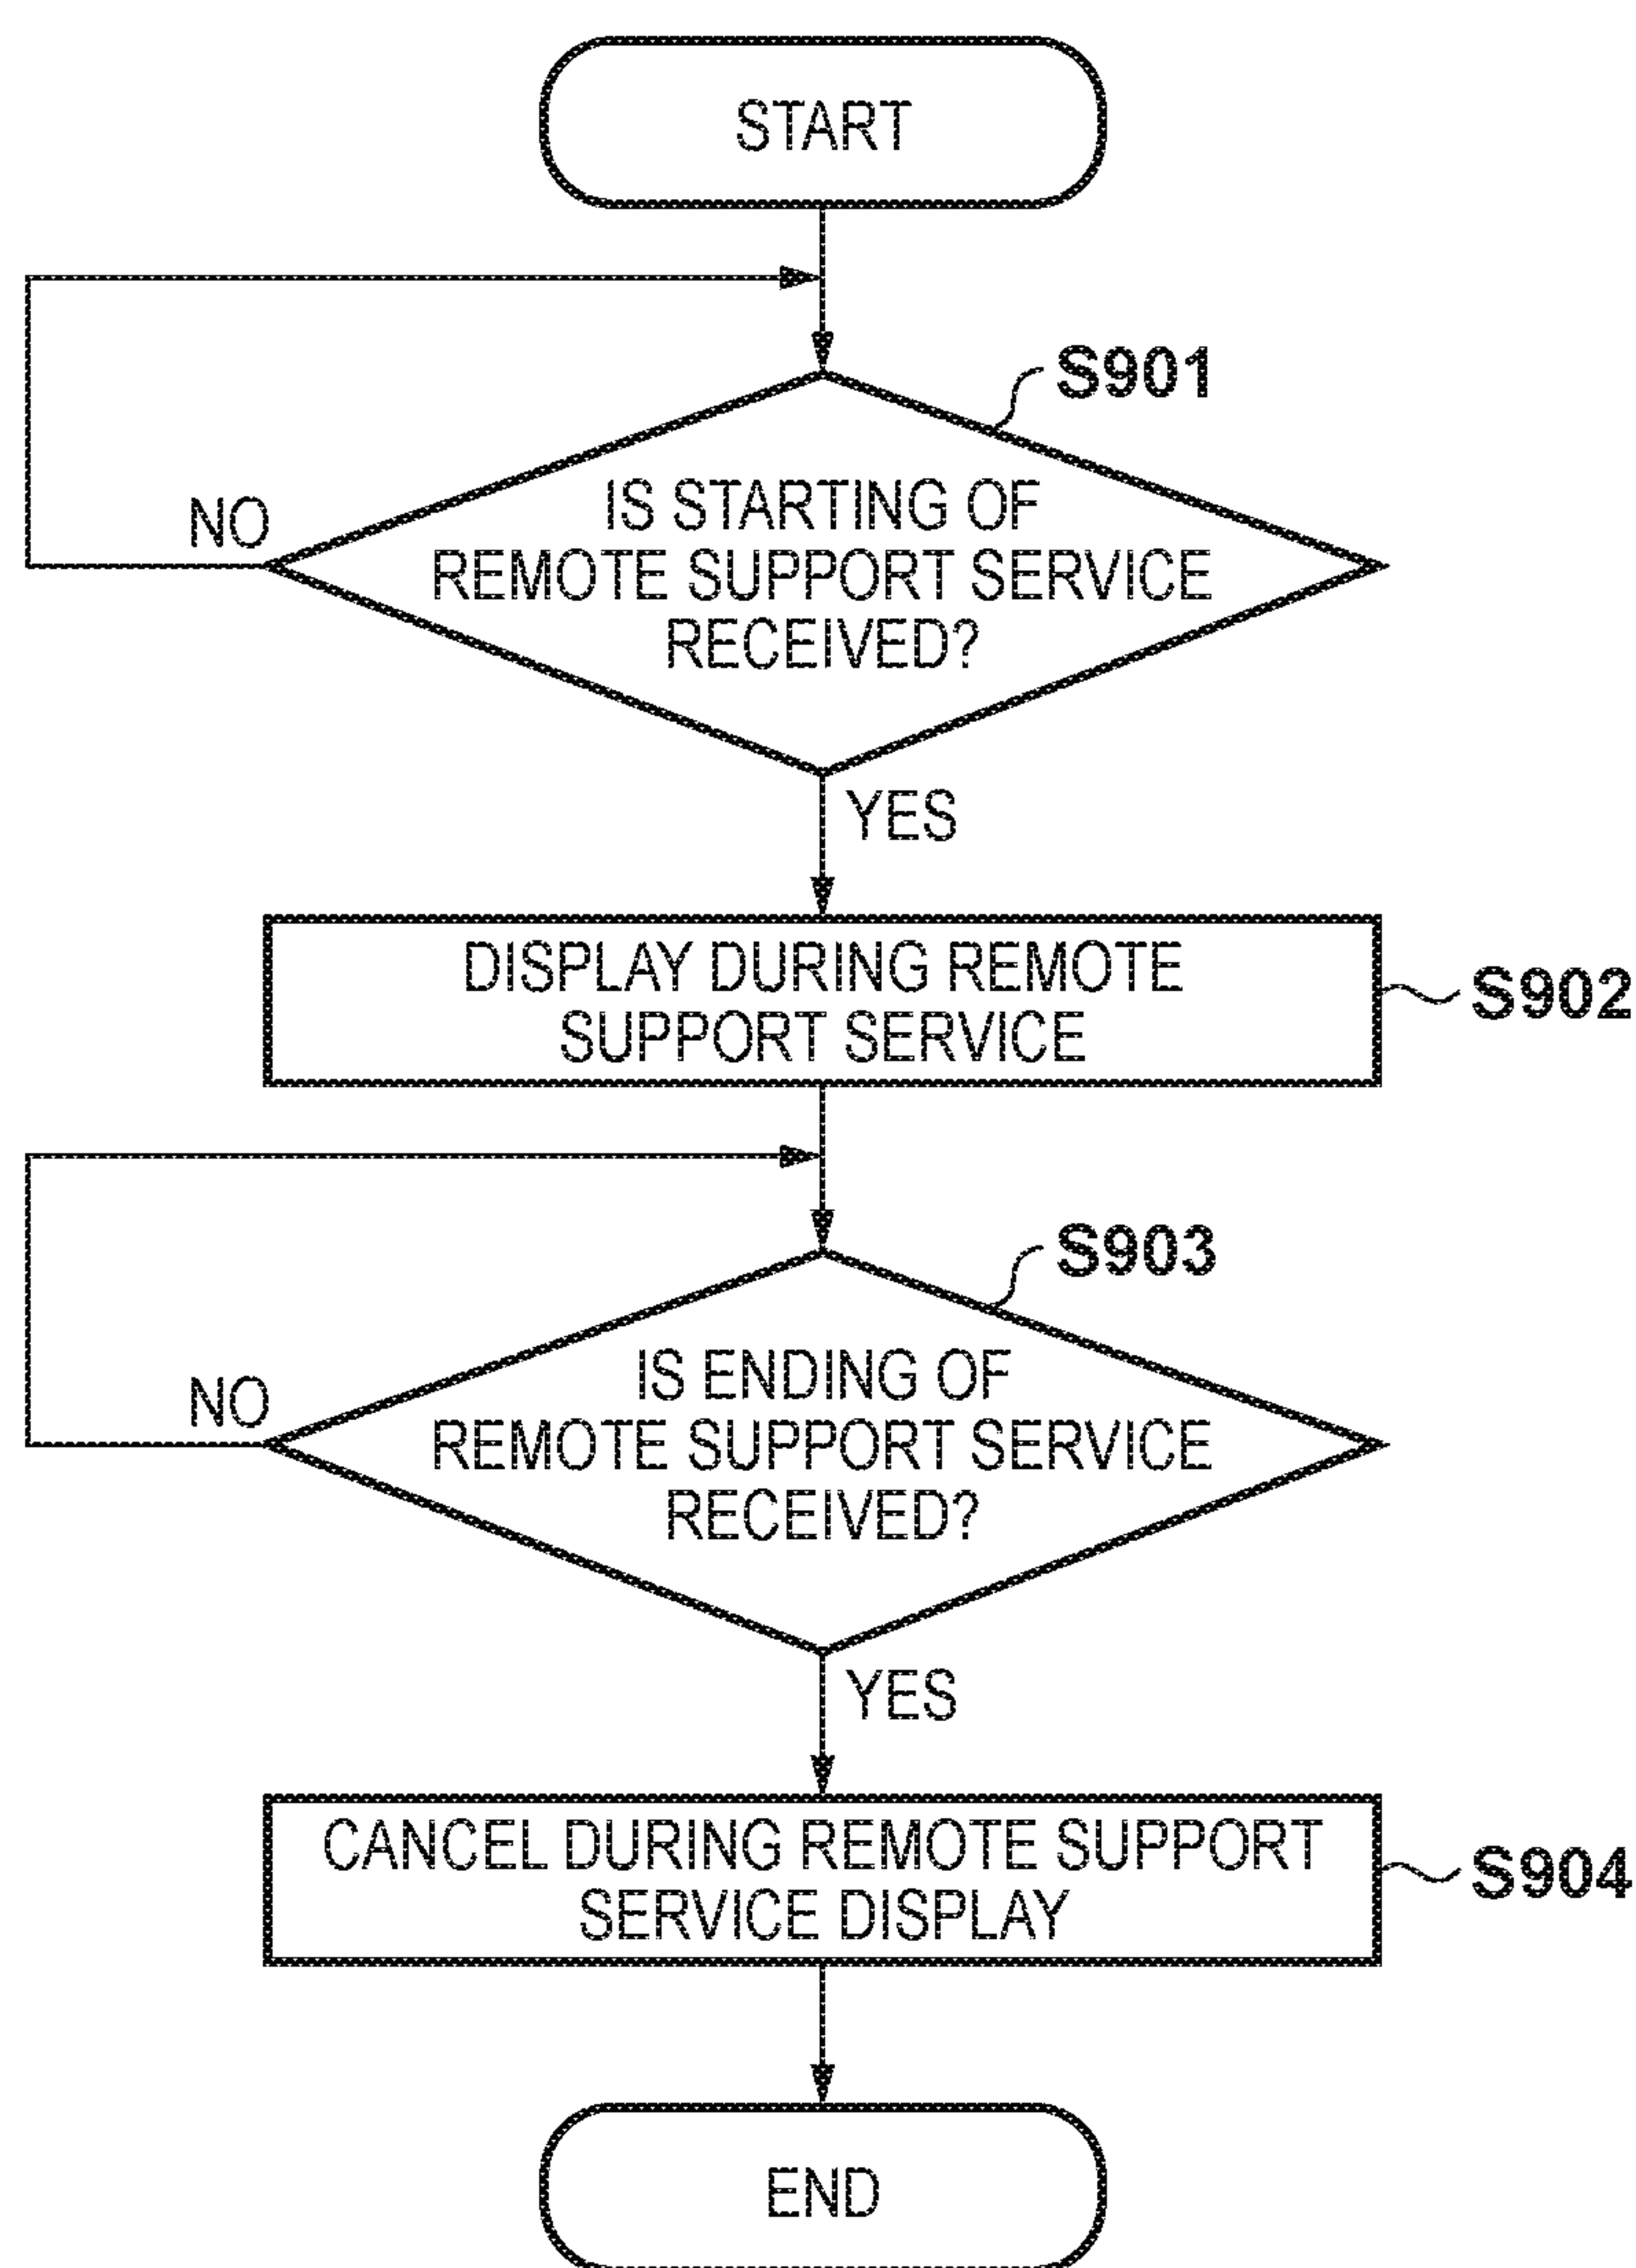 START
S901
IS STARTING OF
REMOTE SUPPORT SERVICE
RECEIVED?
NO
YES
DISPLAY DURING REMOTE
SUPPORT SERVICE
S902
S903
IS ENDING OF
REMOTE SUPPORT SERVICE
RECEIVED?
NO
YES
CANCEL DURING REMOTE SUPPORT
SERVICE DISPLAY
S904
END